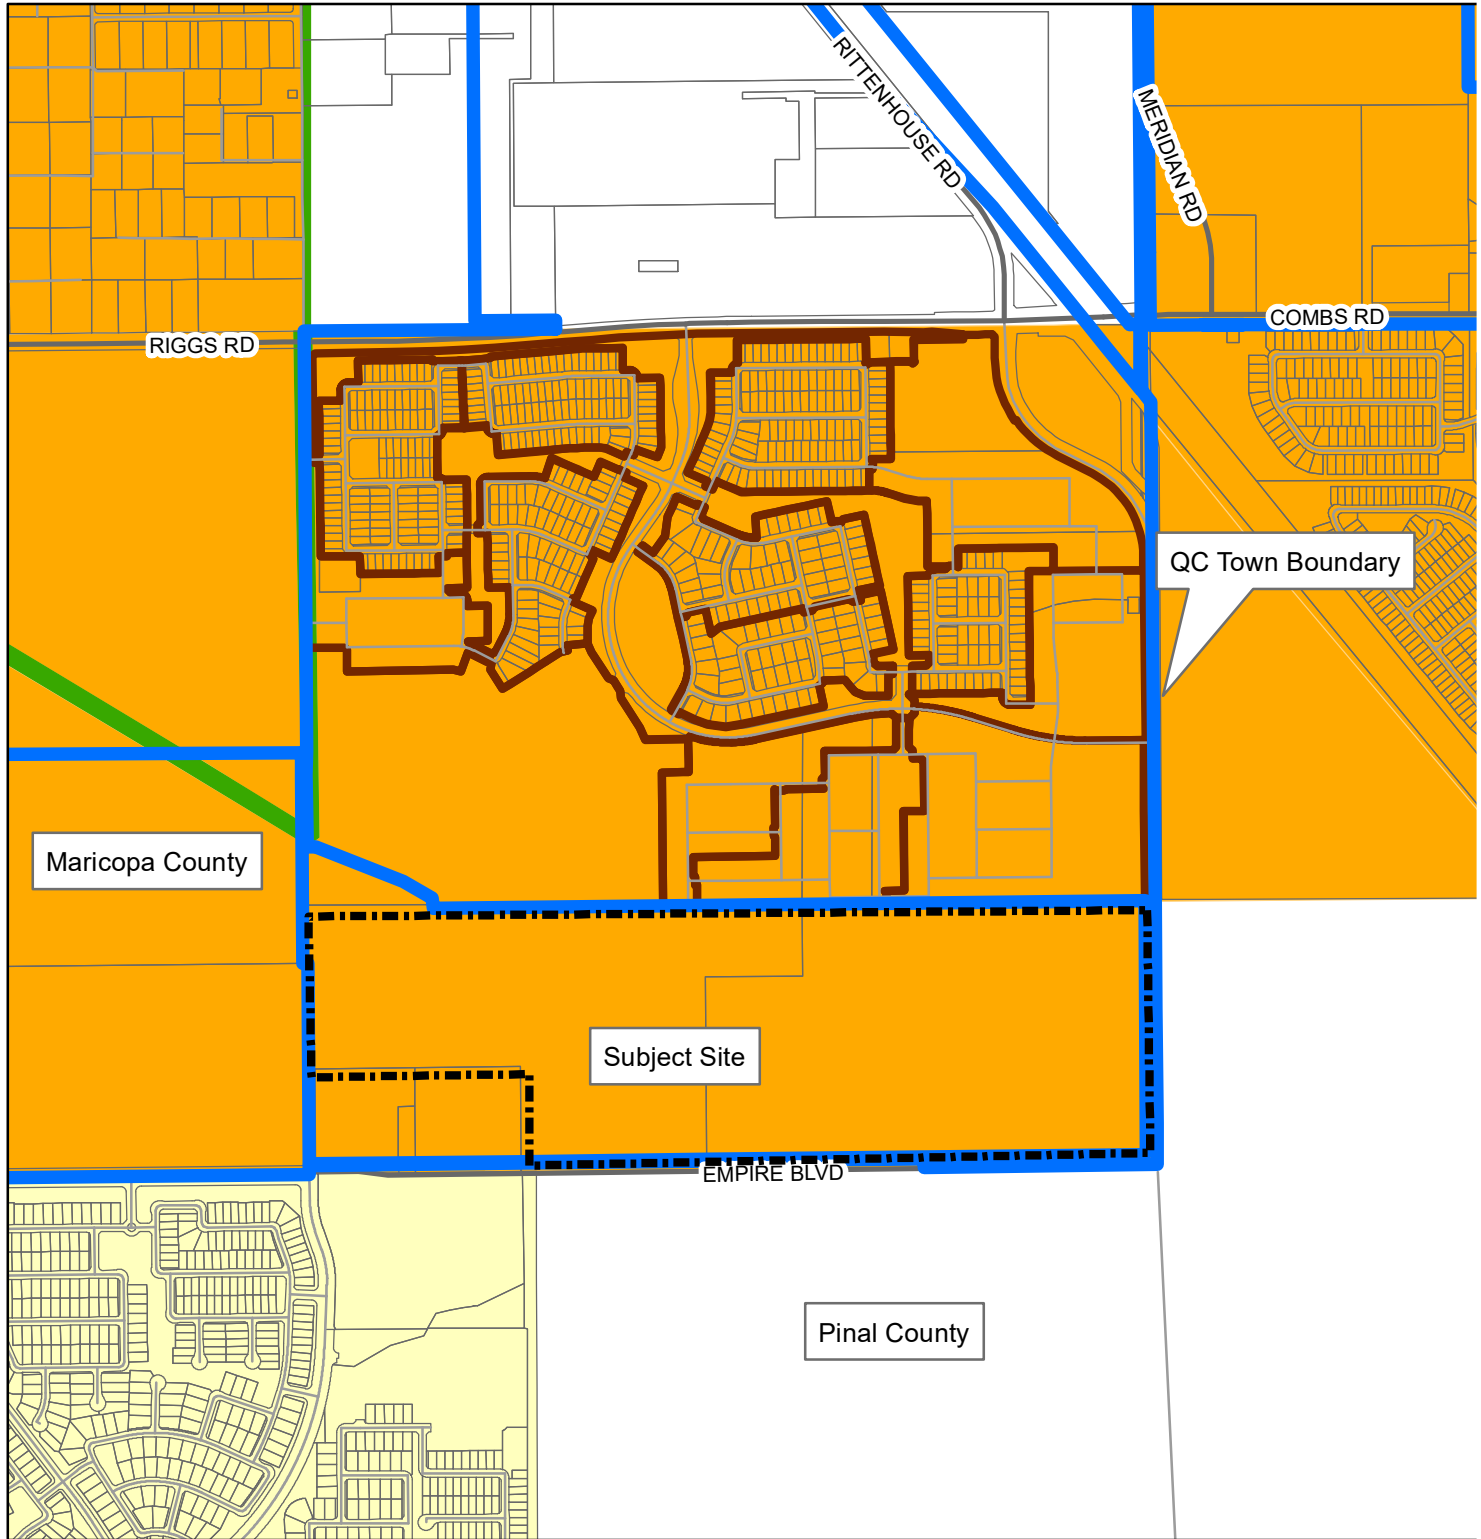 RITTENHOUSE RD
MERIDIAN RD
COMBS RD
RIGGS RD
QC Town Boundary
Maricopa County
Subject Site
EMPIRE BLVD
Pinal County